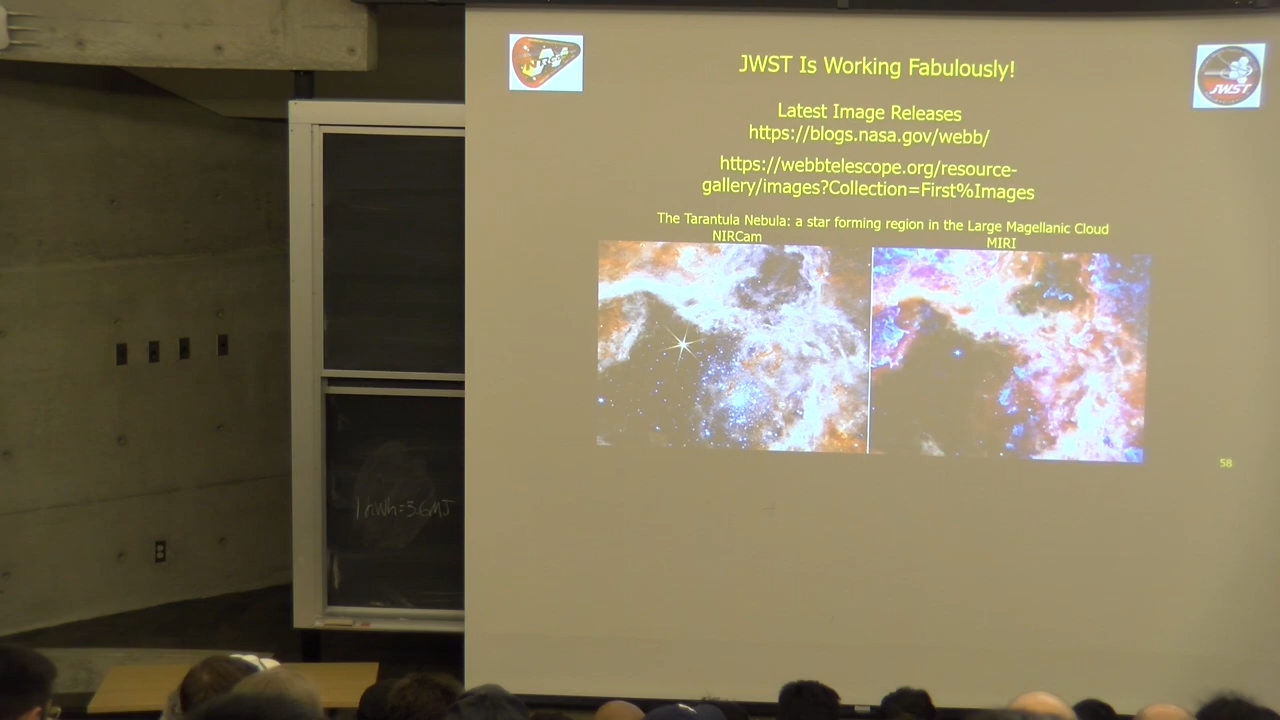 JWST Is Working Fabulously!
Latest Image Releases
https://blogs.nasa.gov/webb/
https://webbtelescope.org/resource-
gallery/images?Collection=First%Images
The Tarantula Nebula: a star forming region in the Large Magellanic Cloud
NIRCam
MIRI
JWST
58
1 kWh=3.6MJ